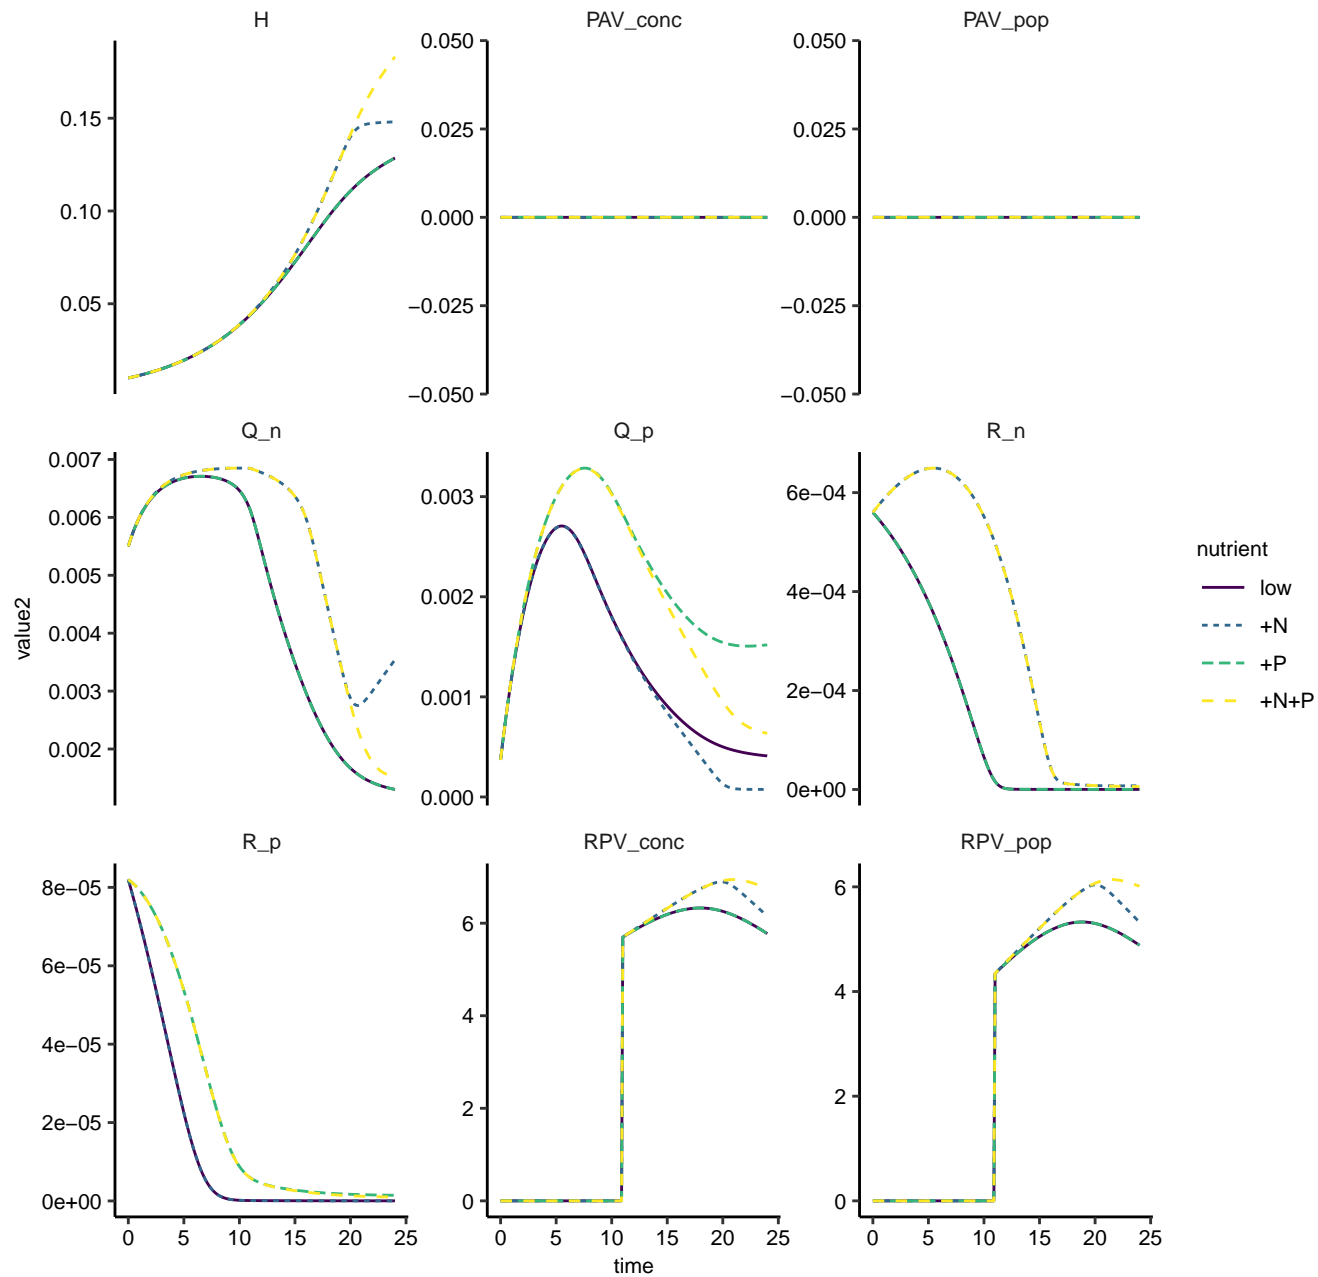 H
PAV_conc
PAV_pop
0.15
0.10
0.05
0.050
0.025
0.000
−0.025
−0.050
0.050
0.025
0.000
−0.025
−0.050
Q_n
Q_p
R_n
0.007
0.006
0.005
0.004
0.003
0.002
0.003
0.002
0.001
0.000
6e−04
4e−04
2e−04
0e+00
value2
nutrient
low
+N
+P
+N+P
R_p
RPV_conc
RPV_pop
8e−05
6e−05
4e−05
2e−05
0e+00
6
4
2
0
6
4
2
0
0 5 10 15 20 25
0 5 10 15 20 25
0 5 10 15 20 25
time